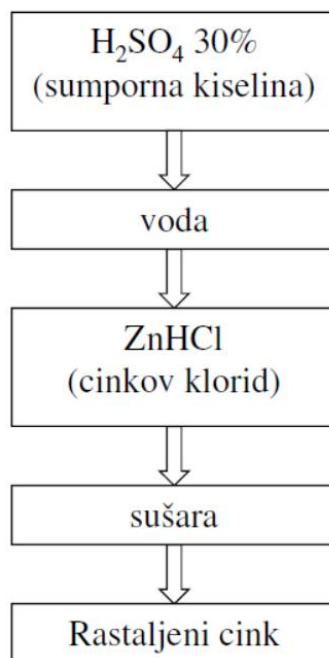 H₂SO₄ 30%
(sumporna kiselina)
voda
ZnHCl
(cinkov klorid)
sušara
Rastaljeni cink